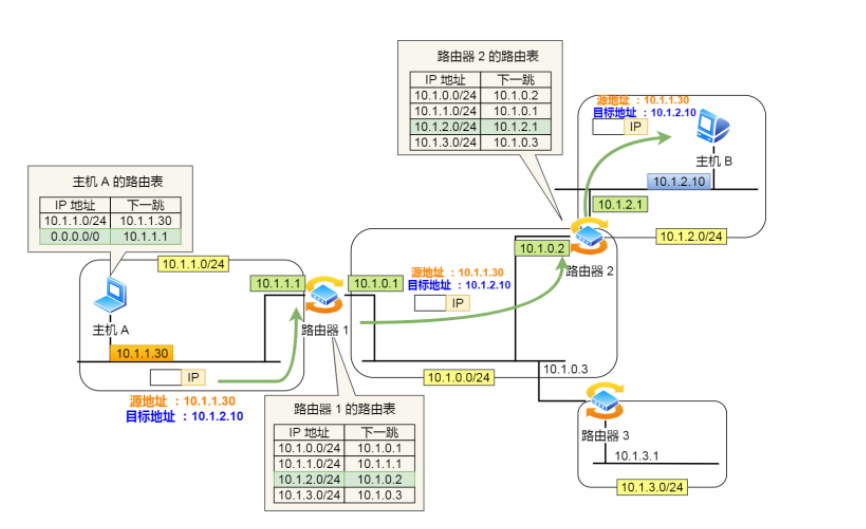 路由器 2 的路由表
IP 地址 下一跳
10.1.0.0/24 10.1.0.2
10.1.1.0/24 10.1.0.1
10.1.2.0/24 10.1.2.1
10.1.3.0/24 10.1.0.3
源地址 ：10.1.1.30
目标地址 ：10.1.2.10
IP
主机 B
10.1.2.10
10.1.2.1
10.1.2.0/24
主机 A 的路由表
IP 地址 下一跳
10.1.1.0/24 10.1.1.30
0.0.0.0/0 10.1.1.1
10.1.1.0/24
10.1.1.1
10.1.0.1
源地址 ：10.1.1.30
目标地址 ：10.1.2.10
IP
10.1.0.2
路由器 2
主机 A
路由器 1
10.1.1.30
IP
源地址 ：10.1.1.30
目标地址 ：10.1.2.10
10.1.0.0/24
10.1.0.3
路由器 1 的路由表
IP 地址 下一跳
10.1.0.0/24 10.1.0.1
10.1.1.0/24 10.1.1.1
10.1.2.0/24 10.1.0.2
10.1.3.0/24 10.1.0.3
路由器 3
10.1.3.1
10.1.3.0/24